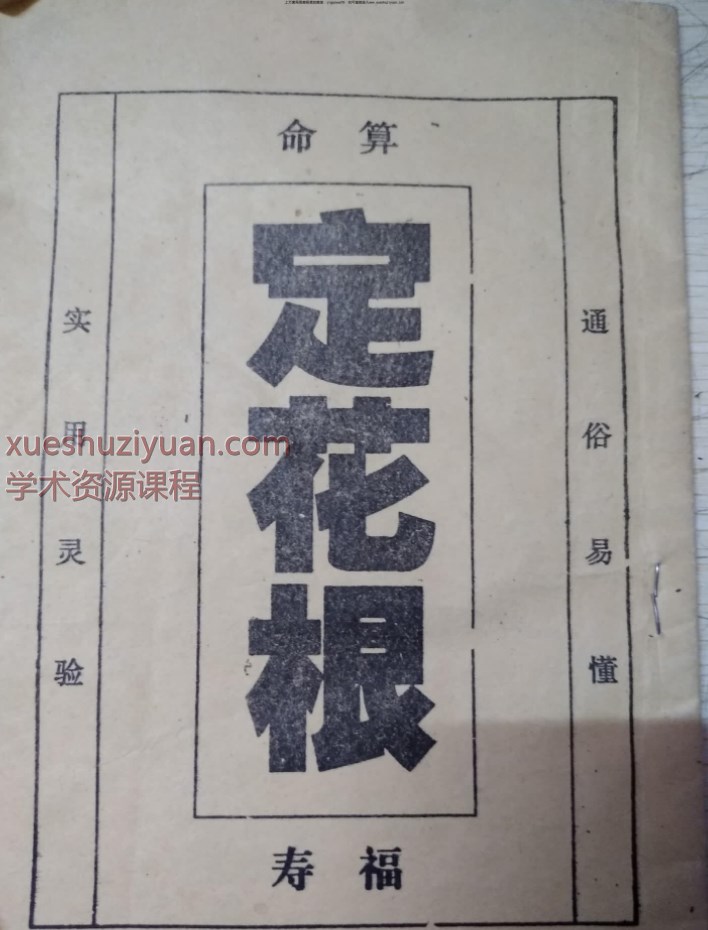 算命
通俗易懂
定花根
实用灵验
福寿
xueshuziyuan.com
学术资源课程